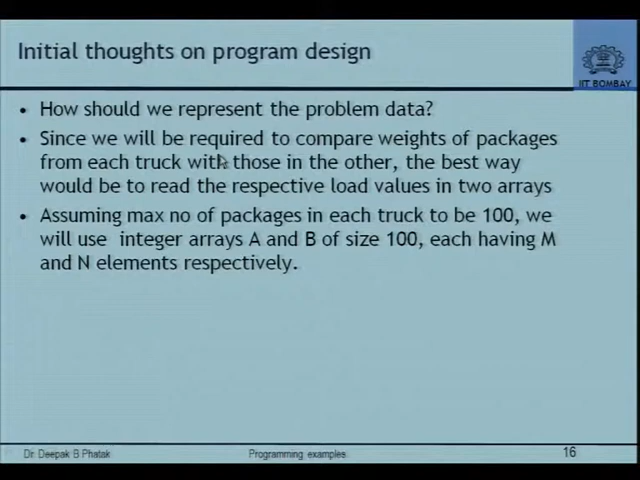 Initial thoughts on program design
IIT BOMBAY
• How should we represent the problem data?
• Since we will be required to compare weights of packages
from each truck with those in the other, the best way
would be to read the respective load values in two arrays
• Assuming max no of packages in each truck to be 100, we
will use integer arrays A and B of size 100, each having M
and N elements respectively.
Dr. Deepak B Phatak
Programming examples
16